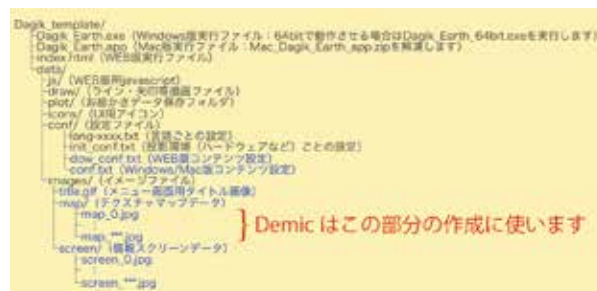 Dagik_template/
├Dagik_Earth.exe（Windows版実行ファイル：64bitで動作させる場合はDagik_Earth_64bit.exeを実行します）
├Dagik_Earth.app（Mac版実行ファイル：Mac_Dagik_Earth_app.zipを解凍します）
├index.html（WEB版実行ファイル）
└data/
├js/（WEB版用javascript）
├draw/（ライン・矢印等描画ファイル）
├plot/（お絵かきデータ保存フォルダ）
├icons/（UI用アイコン）
├conf/（設定ファイル）
├lang-xxxx.txt（言語ごとの設定）
├init_conf.txt（投影環境（ハードウェアなど）ごとの設定）
├dow_conf.txt（WEB版コンテンツ設定）
└conf.txt（Windows/Mac版コンテンツ設定）
└images/（イメージファイル）
├title.gif（メニュー画面用タイトル画像）
├map/（テクスチャマップデータ）
├map_0.jpg
⋮
└map_***.jpg
} Demic はこの部分の作成に使います
└screen/（情報スクリーンデータ）
├screen_0.jpg
⋮
└screen_***.jpg